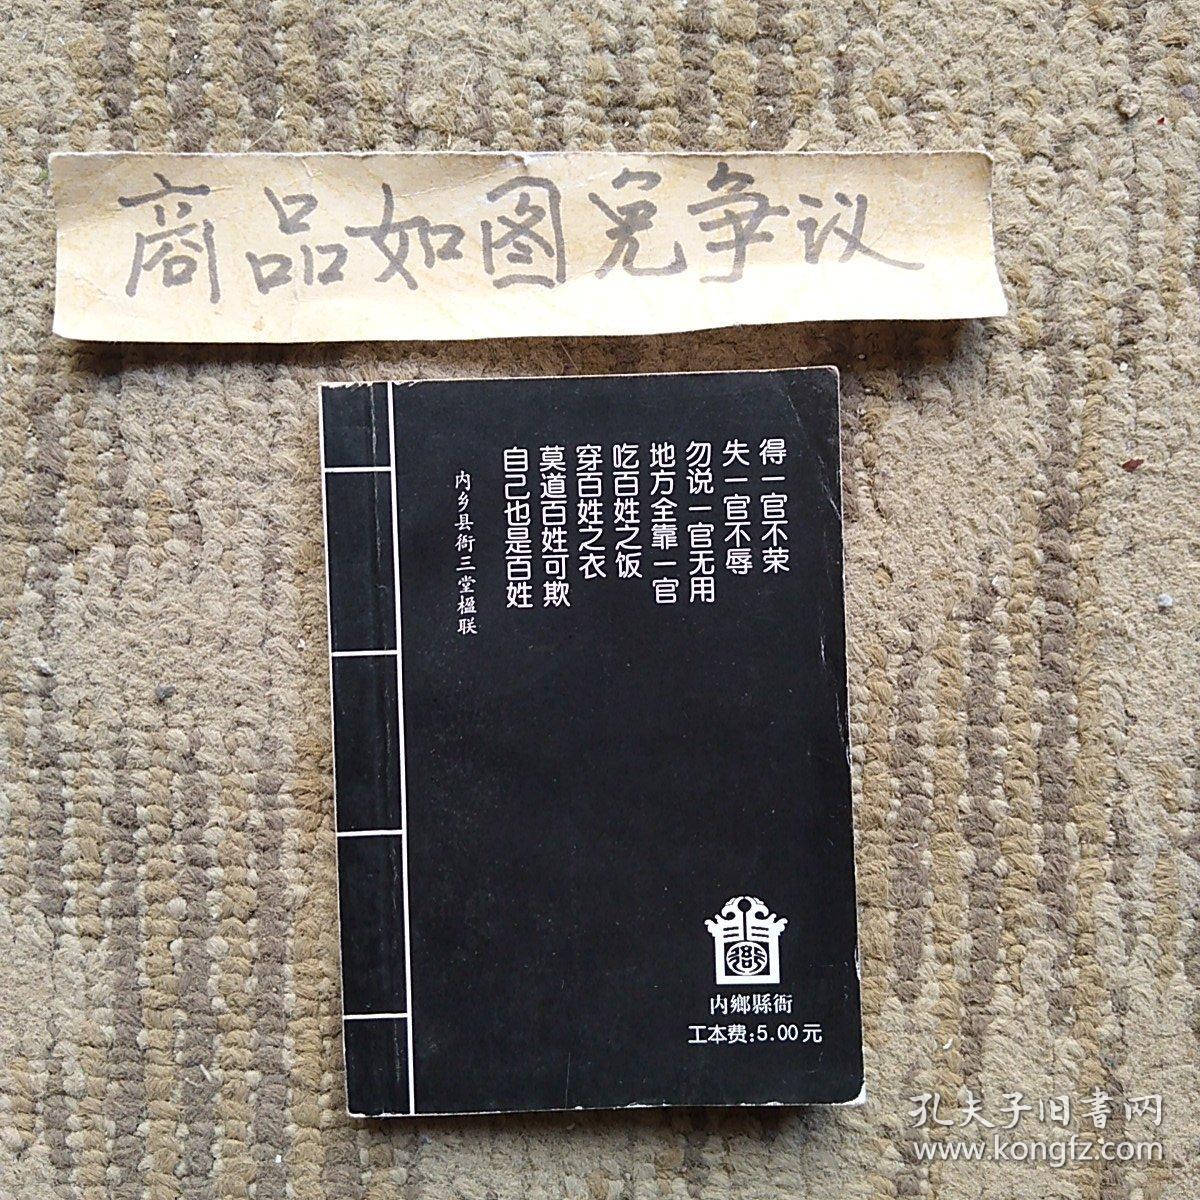 商品如图免争议
得一官不荣
失一官不辱
勿说一官无用
地方全靠一官
吃百姓之饭
穿百姓之衣
莫道百姓可欺
自己也是百姓
内乡县衙三堂楹联
内鄉縣衙
工本费:5.00元
孔夫子旧書网
www.kongfz.com